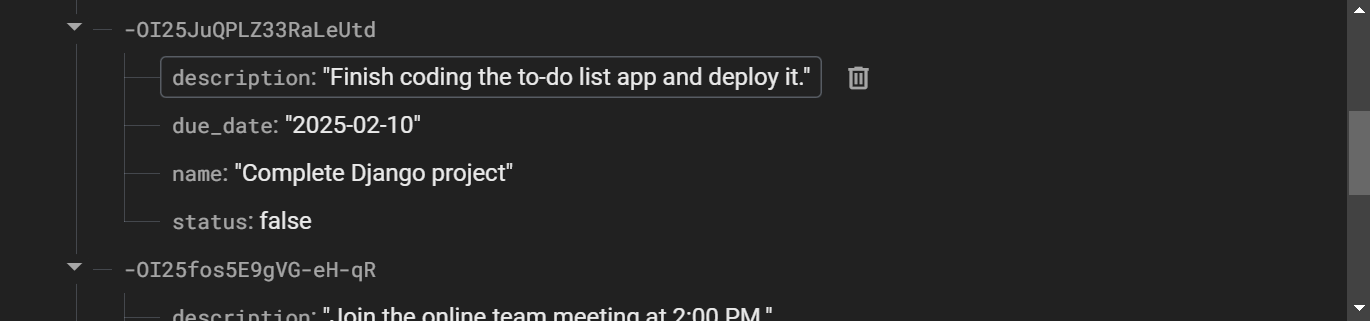 -OI25JuQPLZ33RaLeUtd
description: "Finish coding the to-do list app and deploy it."
due_date: "2025-02-10"
name: "Complete Django project"
status: false
-OI25fos5E9gVG-eH-qR
description: "Join the online team meeting at 2:00 PM."